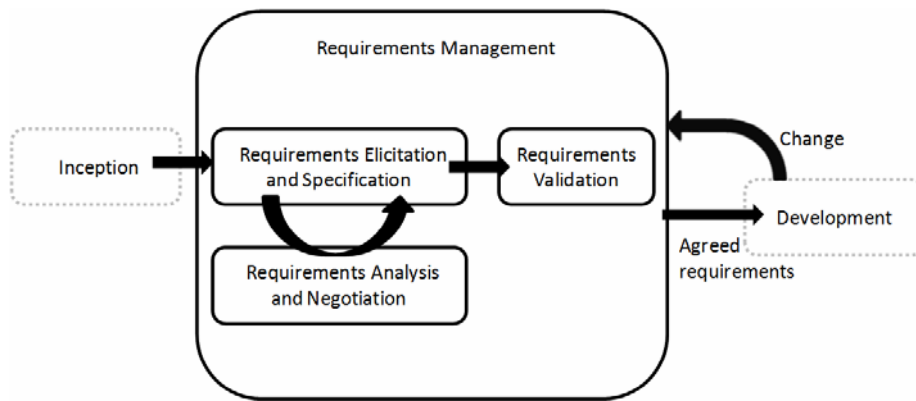 Requirements Management
Inception
Requirements Elicitation
and Specification
Requirements
Validation
Requirements Analysis
and Negotiation
Change
Development
Agreed
requirements